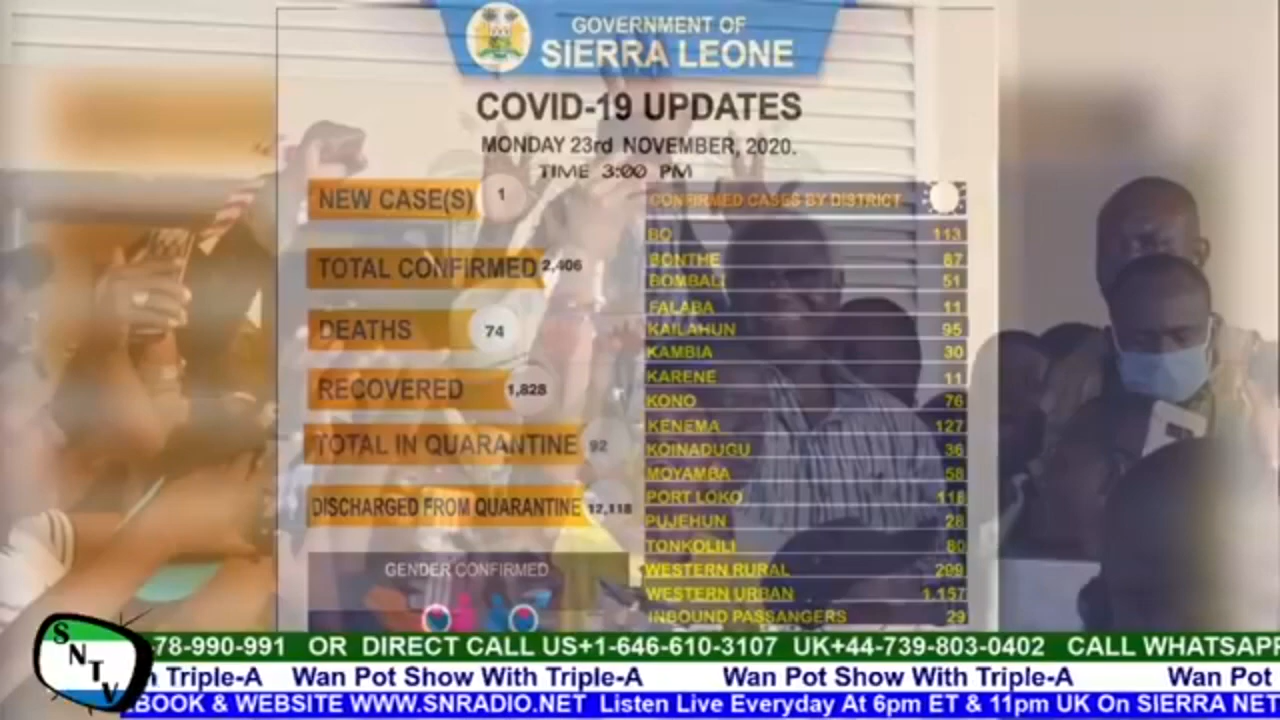 GOVERNMENT OF
SIERRA LEONE
COVID-19 UPDATES
MONDAY 23rd NOVEMBER, 2020.
TIME 3:00 PM
NEW CASE(S) 1
TOTAL CONFIRMED 2,406
DEATHS 74
RECOVERED 1,828
TOTAL IN QUARANTINE 92
DISCHARGED FROM QUARANTINE 12,118
GENDER CONFIRMED
CONFIRMED CASES BY DISTRICT
BO 113
BONTHE 87
BOMBALI 51
FALABA 11
KAILAHUN 95
KAMBIA 30
KARENE 11
KONO 76
KENEMA 127
KOINADUGU 36
MOYAMBA 58
PORT LOKO 118
PUJEHUN 28
TONKOLILI 80
WESTERN RURAL 299
WESTERN URBAN 1,157
INBOUND PASSANGERS 29
SNTV
78-990-991 OR DIRECT CALL US+1-646-610-3107 UK+44-739-803-0402 CALL WHATSAPP
n Triple-A Wan Pot Show With Triple-A Wan Pot Show With Triple-A Wan Pot
BOOK & WEBSITE WWW.SNRADIO.NET Listen Live Everyday At 6pm ET & 11pm UK On SIERRA NET